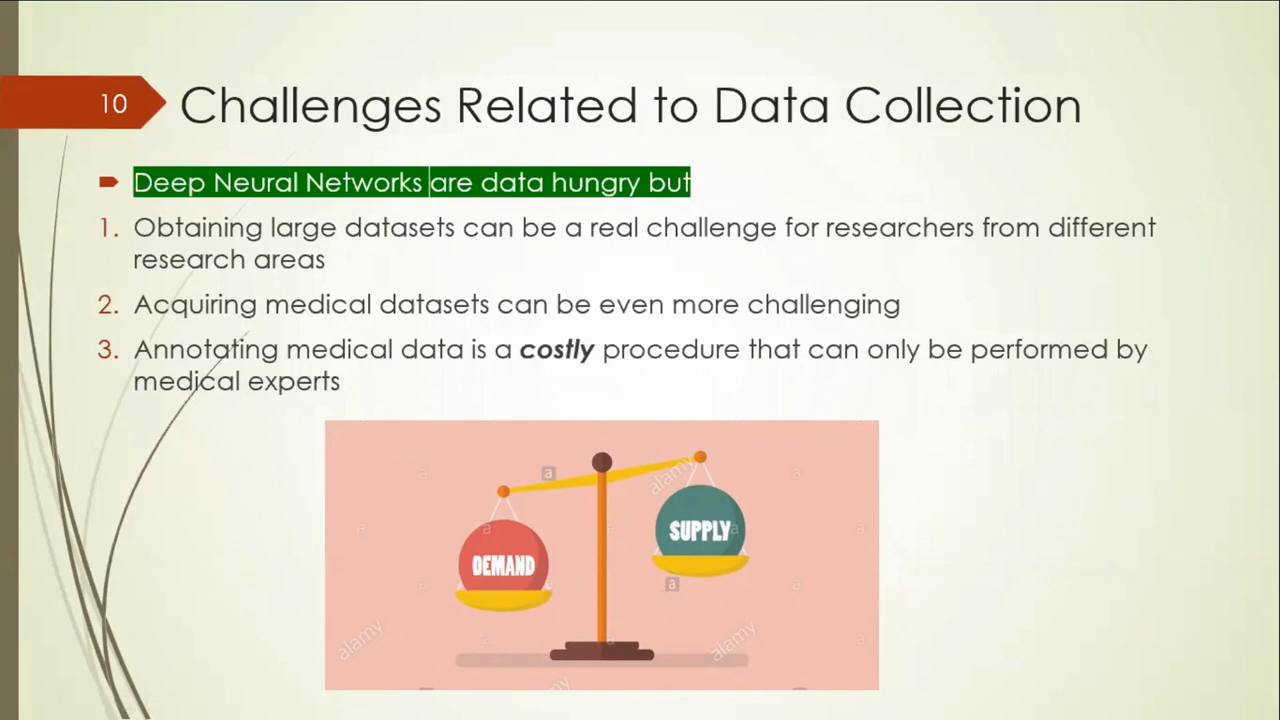 10
Challenges Related to Data Collection
Deep Neural Networks are data hungry but
1. Obtaining large datasets can be a real challenge for researchers from different
research areas
2. Acquiring medical datasets can be even more challenging
3. Annotating medical data is a costly procedure that can only be performed by
medical experts
a
a
a
alamy
DEMAND
SUPPLY
a
a
a
a
a
a
a
a
a
alamy
alamy
a
a